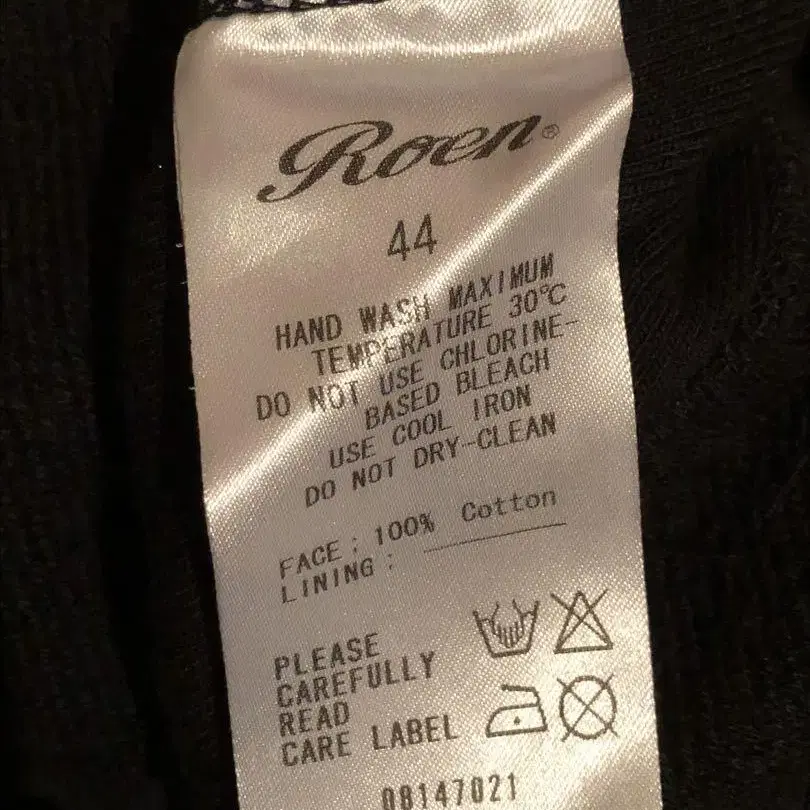 Roen®
44
HAND WASH MAXIMUM
TEMPERATURE 30℃
DO NOT USE CHLORINE-
BASED BLEACH
USE COOL IRON
DO NOT DRY-CLEAN
FACE : 100% Cotton
LINING :
PLEASE
CAREFULLY
READ
CARE LABEL
08147021